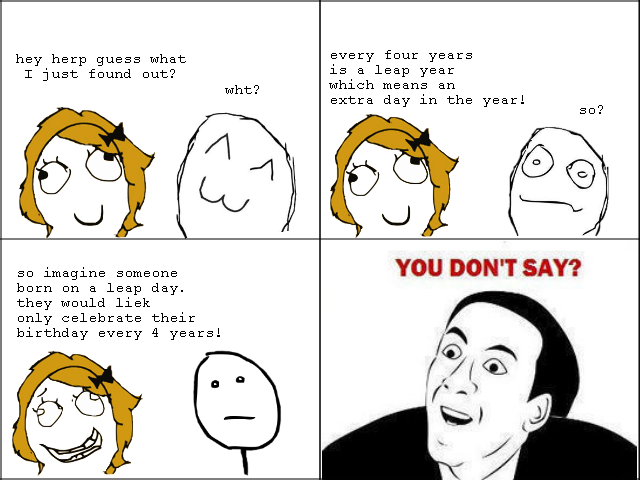 hey herp guess what
I just found out?
wht?
every four years
is a leap year
which means an
extra day in the year!
so?
so imagine someone
born on a leap day.
they would liek
only celebrate their
birthday every 4 years!
YOU DON'T SAY?